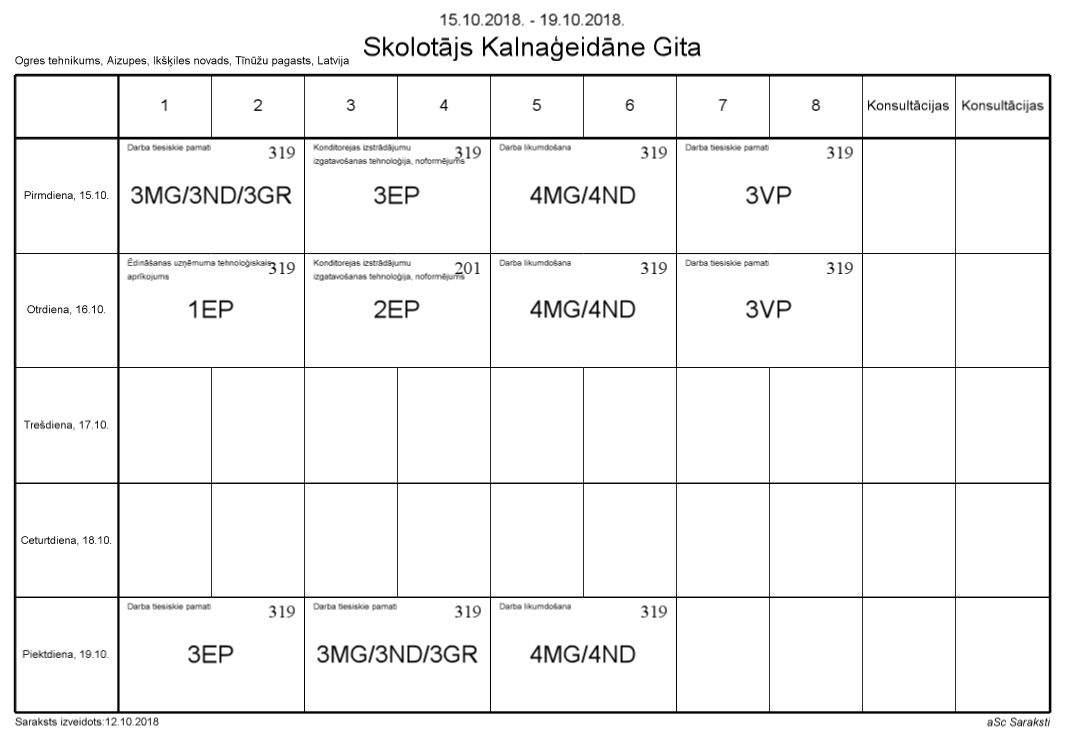 15.10.2018. - 19.10.2018.
Skolotājs Kalnaģeidāne Gita
Ogres tehnikums, Aizupes, Ikšķiles novads, Tīnūžu pagasts, Latvija
1 2 3 4 5 6 7 8 Konsultācijas Konsultācijas
Pirmdiena, 15.10.
Darba tiesiskie pamati 319
3MG/3ND/3GR
Konditorejas izstrādājumu
izgatavošanas tehnoloģija, noformējums 319
3EP
Darba likumdošana 319
4MG/4ND
Darba tiesiskie pamati 319
3VP
Otrdiena, 16.10.
Ēdināšanas uzņēmuma tehnoloģiskais 319
aprīkojums
1EP
Konditorejas izstrādājumu
izgatavošanas tehnoloģija, noformējums 201
2EP
Darba likumdošana 319
4MG/4ND
Darba tiesiskie pamati 319
3VP
Trešdiena, 17.10.
Ceturtdiena, 18.10.
Piektdiena, 19.10.
Darba tiesiskie pamati 319
3EP
Darba tiesiskie pamati 319
3MG/3ND/3GR
Darba likumdošana 319
4MG/4ND
Saraksts izveidots:12.10.2018
aSc Saraksti